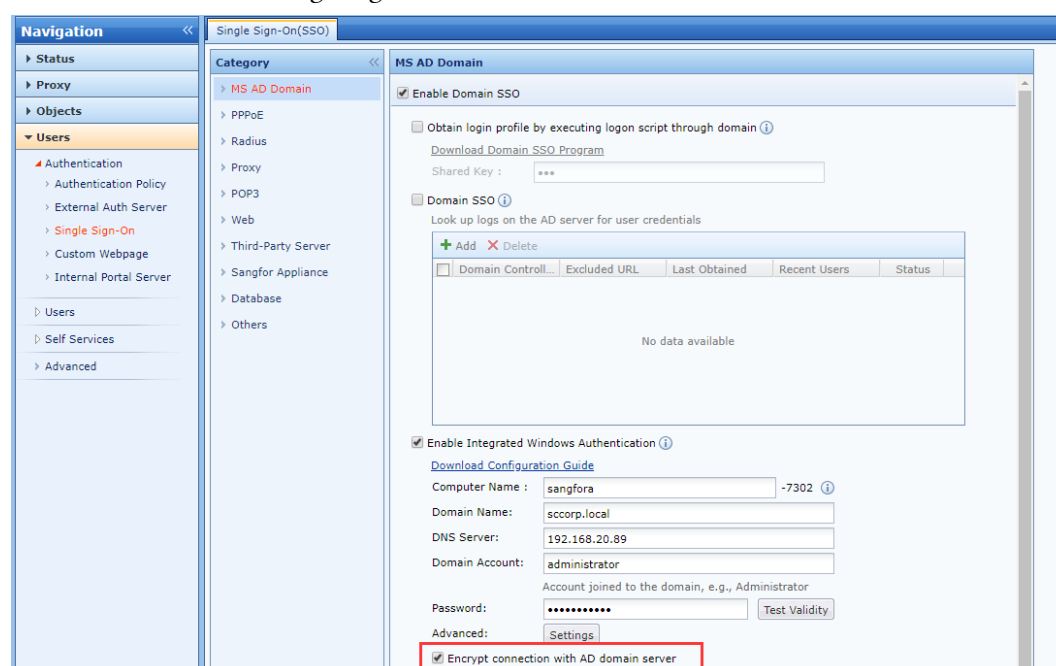 Navigation
Status
Proxy
Objects
Users
Authentication
Authentication Policy
External Auth Server
Single Sign-On
Custom Webpage
Internal Portal Server
Users
Self Services
Advanced
Single Sign-On(SSO)
Category
MS AD Domain
PPPoE
Radius
Proxy
POP3
Web
Third-Party Server
Sangfor Appliance
Database
Others
MS AD Domain
Enable Domain SSO
Obtain login profile by executing logon script through domain
Download Domain SSO Program
Shared Key :
Domain SSO
Look up logs on the AD server for user credentials
Add Delete
Domain Controll... Excluded URL Last Obtained Recent Users Status
No data available
Enable Integrated Windows Authentication
Download Configuration Guide
Computer Name : sangfora -7302
Domain Name: sccorp.local
DNS Server: 192.168.20.89
Domain Account: administrator
Account joined to the domain, e.g., Administrator
Password: Test Validity
Advanced: Settings
Encrypt connection with AD domain server